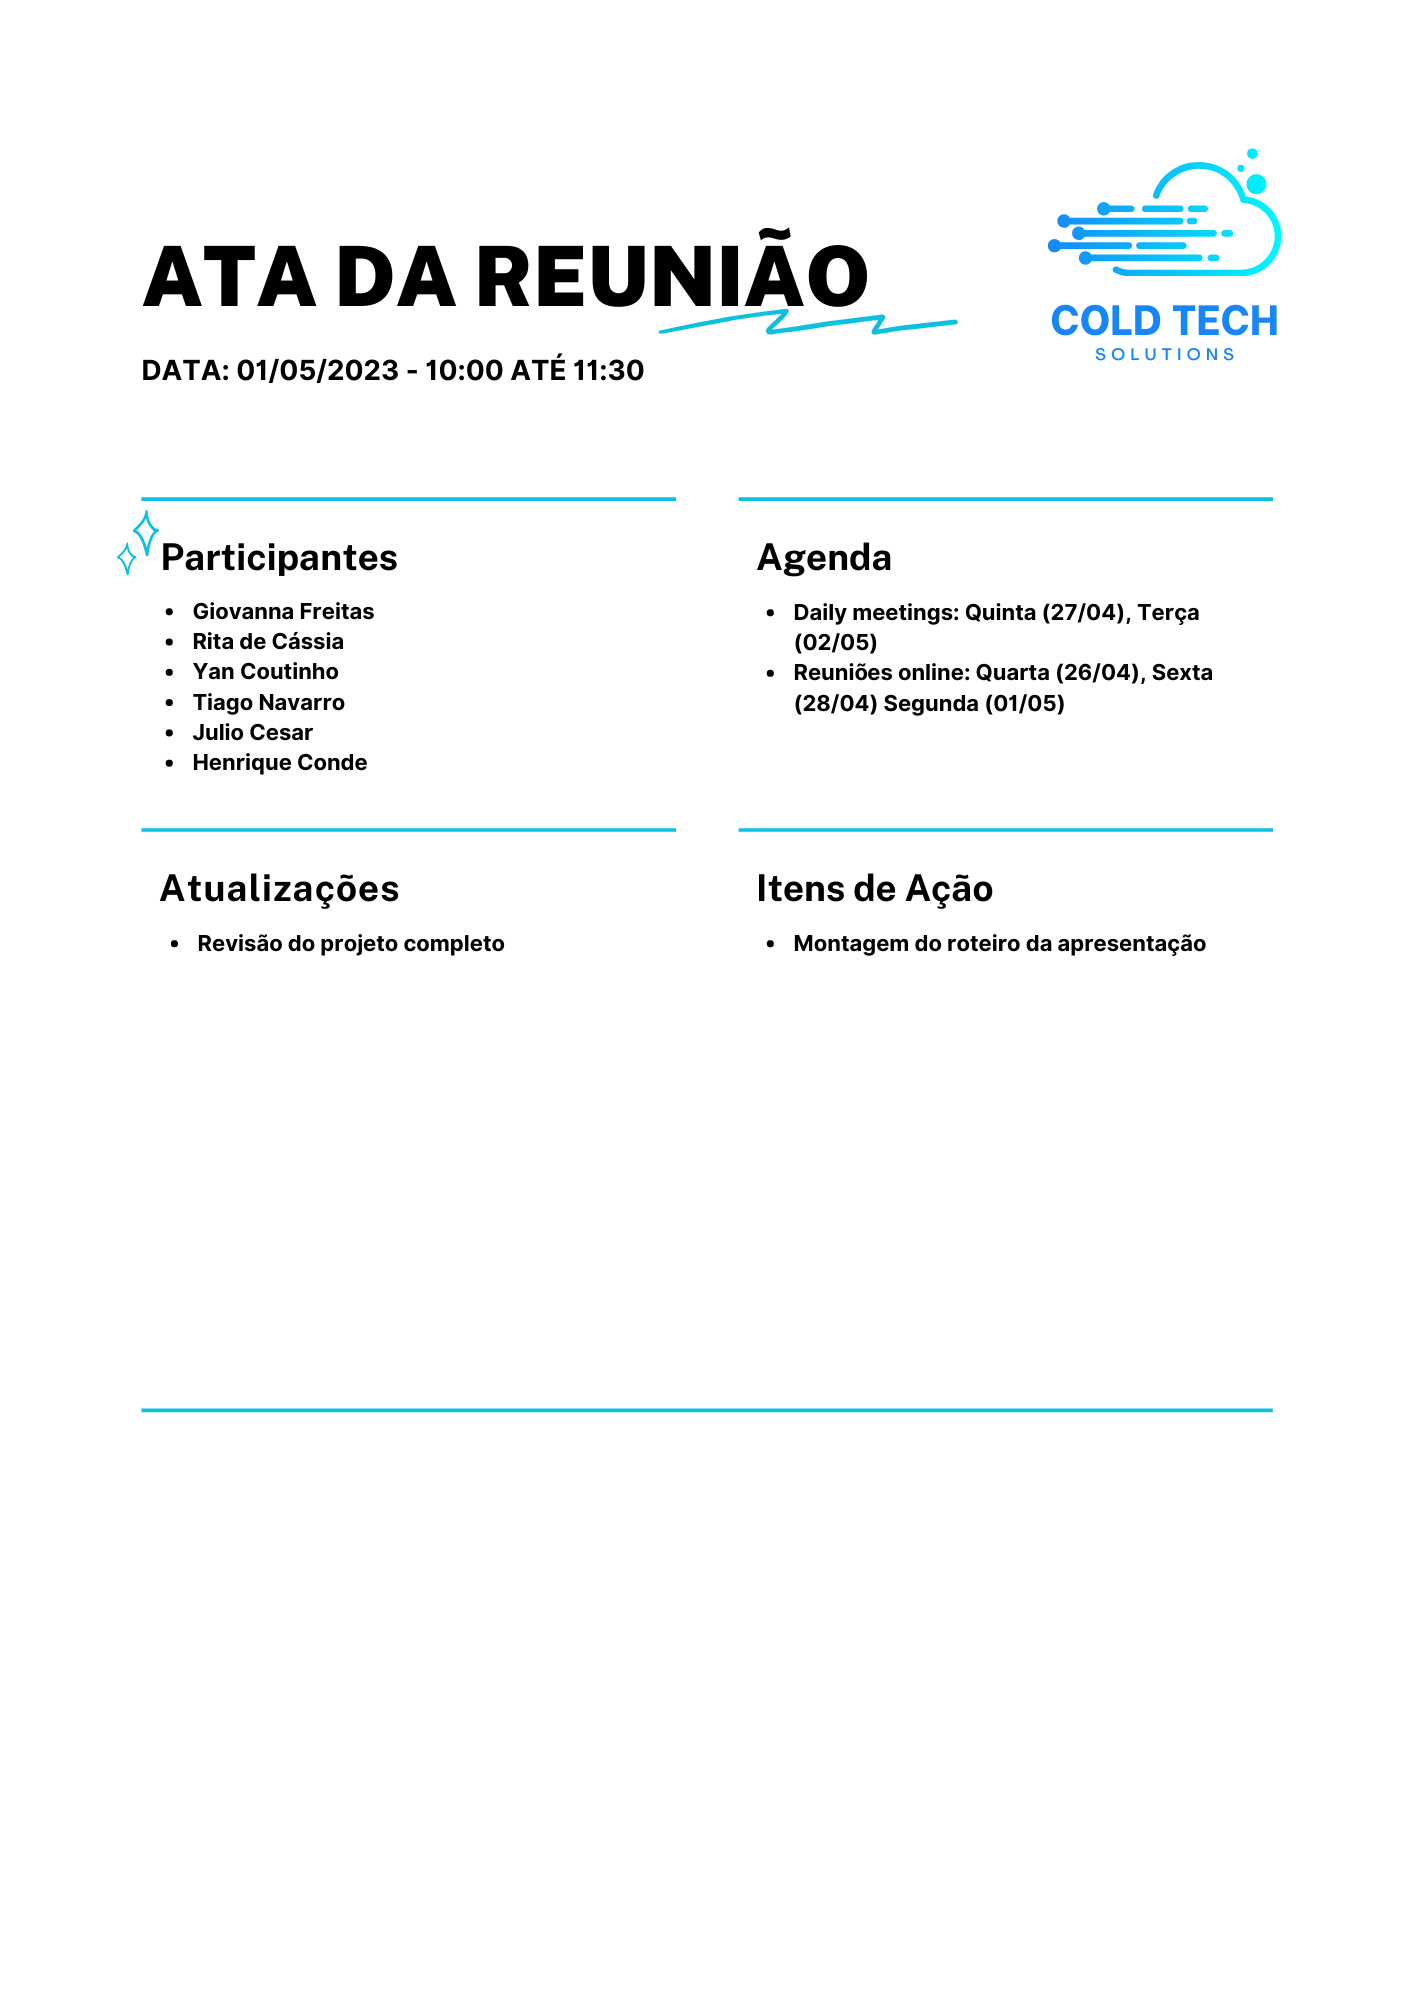 ATA DA REUNIÃO
COLD TECH
SOLUTIONS
DATA: 01/05/2023 - 10:00 ATÉ 11:30
Participantes
• Giovanna Freitas
• Rita de Cássia
• Yan Coutinho
• Tiago Navarro
• Julio Cesar
• Henrique Conde
Agenda
• Daily meetings: Quinta (27/04), Terça
(02/05)
• Reuniões online: Quarta (26/04), Sexta
(28/04) Segunda (01/05)
Atualizações
• Revisão do projeto completo
Itens de Ação
• Montagem do roteiro da apresentação